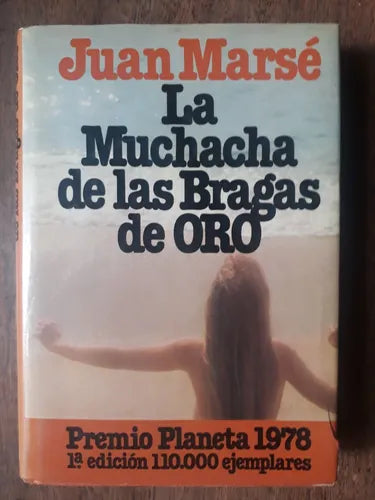 Juan Marsé
La
Muchacha
de las Bragas
de ORO
Premio Planeta 1978
1ª edición 110.000 ejemplares